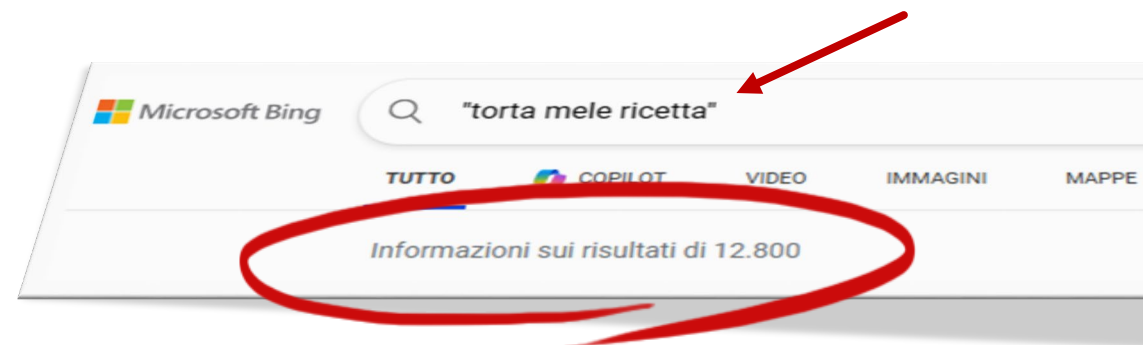 Microsoft Bing
"torta mele ricetta"
TUTTO COPILOT VIDEO IMMAGINI MAPPE
Informazioni sui risultati di 12.800